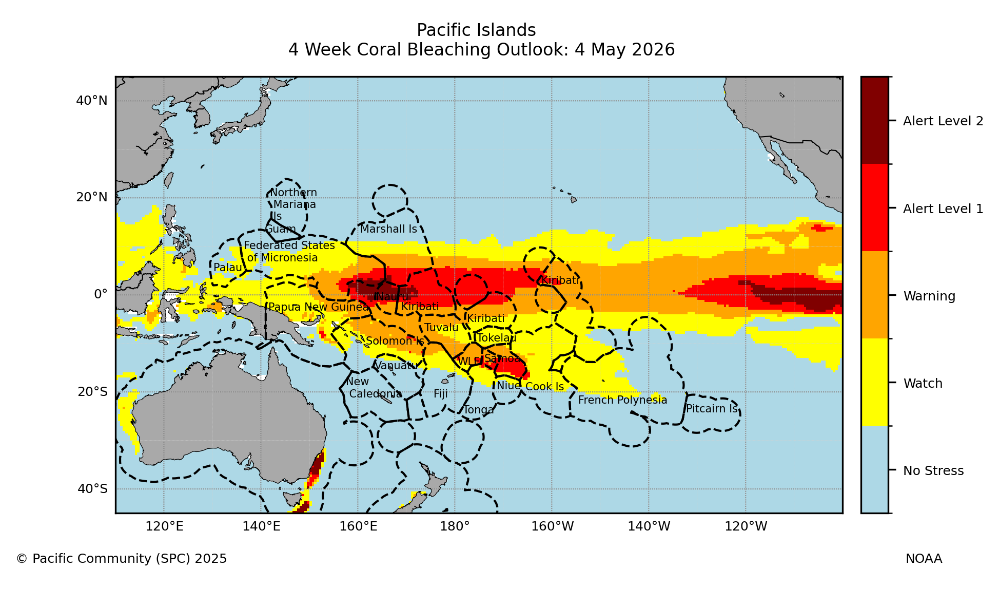 Pacific Islands
4 Week Coral Bleaching Outlook: 4 May 2026
40°N
20°N
0°
20°S
40°S
120°E
140°E
160°E
180°
160°W
140°W
120°W
Northern
Mariana
Is
Guam
Marshall Is
Federated States
of Micronesia
Palau
Kiribati
Nauru
Papua New Guinea
Kiribati
Kiribati
Tuvalu
Tokelau
Solomon Is
WLF
Samoa
Vanuatu
New
Caledonia
Fiji
Niue
Cook Is
Tonga
French Polynesia
Pitcairn Is
Alert Level 2
Alert Level 1
Warning
Watch
No Stress
© Pacific Community (SPC) 2025
NOAA